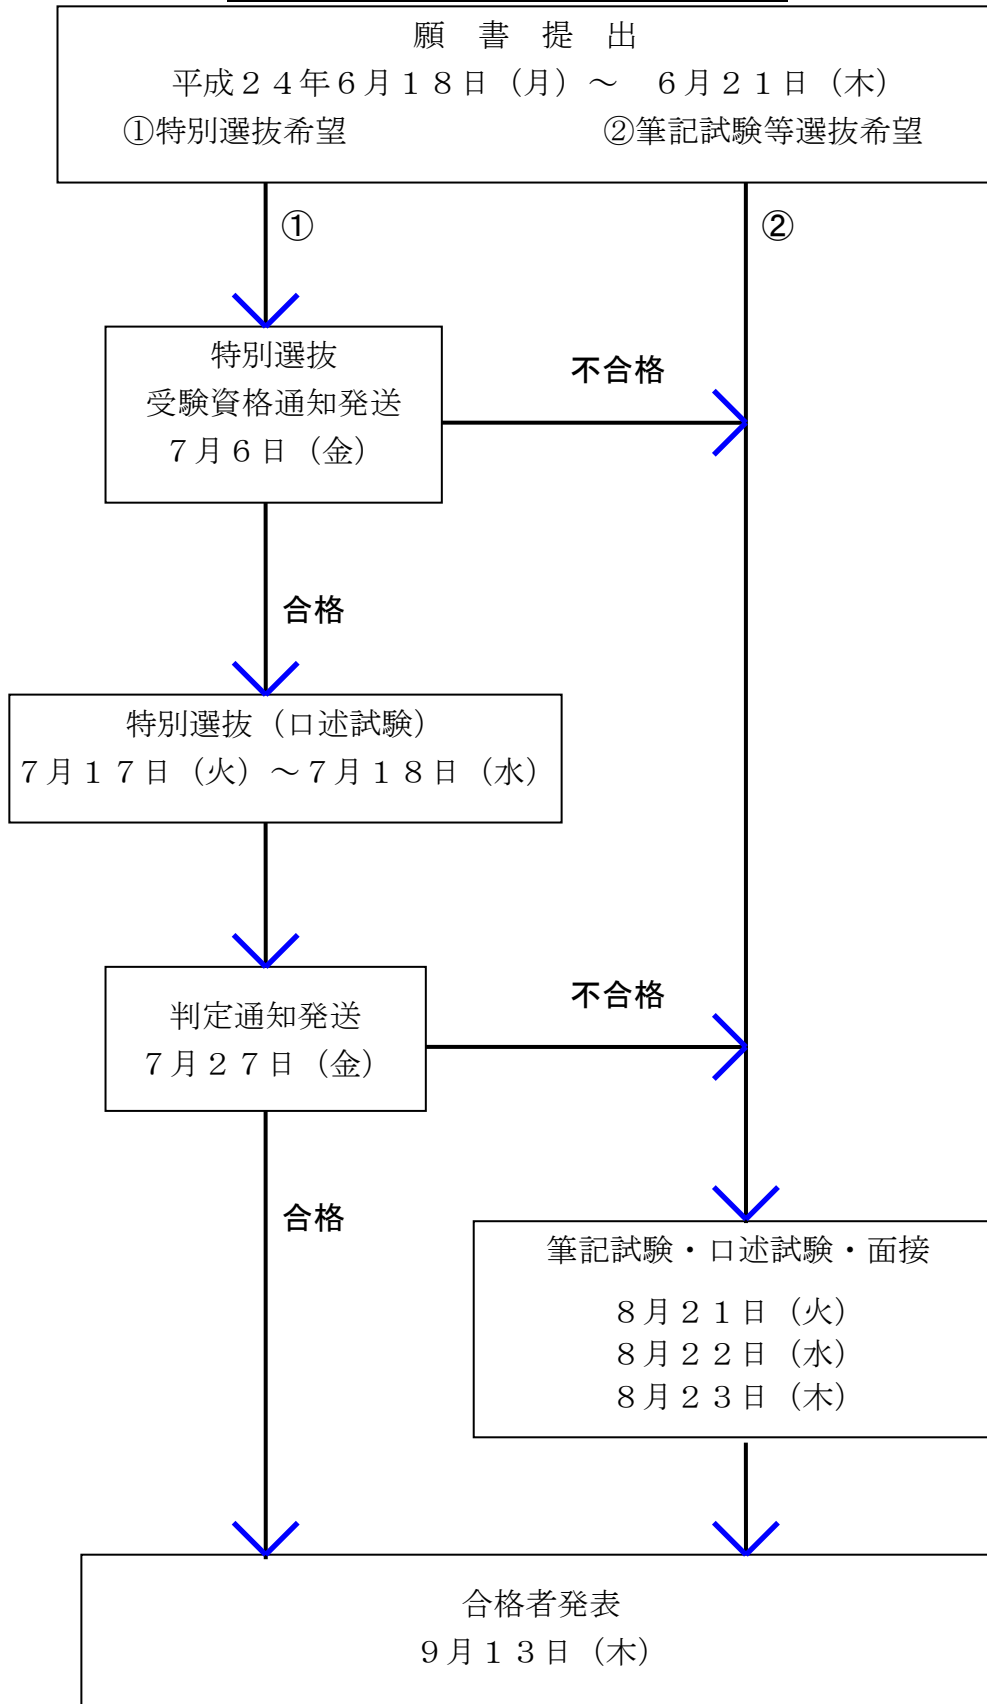 願　書　提　出
平成２４年６月１８日（月）～　６月２１日（木）
①特別選抜希望　　　　　　　　②筆記試験等選抜希望
①
②
特別選抜
受験資格通知発送
７月６日（金）
不合格
合格
特別選抜（口述試験）
７月１７日（火）～７月１８日（水）
判定通知発送
７月２７日（金）
不合格
合格
筆記試験・口述試験・面接
８月２１日（火）
８月２２日（水）
８月２３日（木）
合格者発表
９月１３日（木）